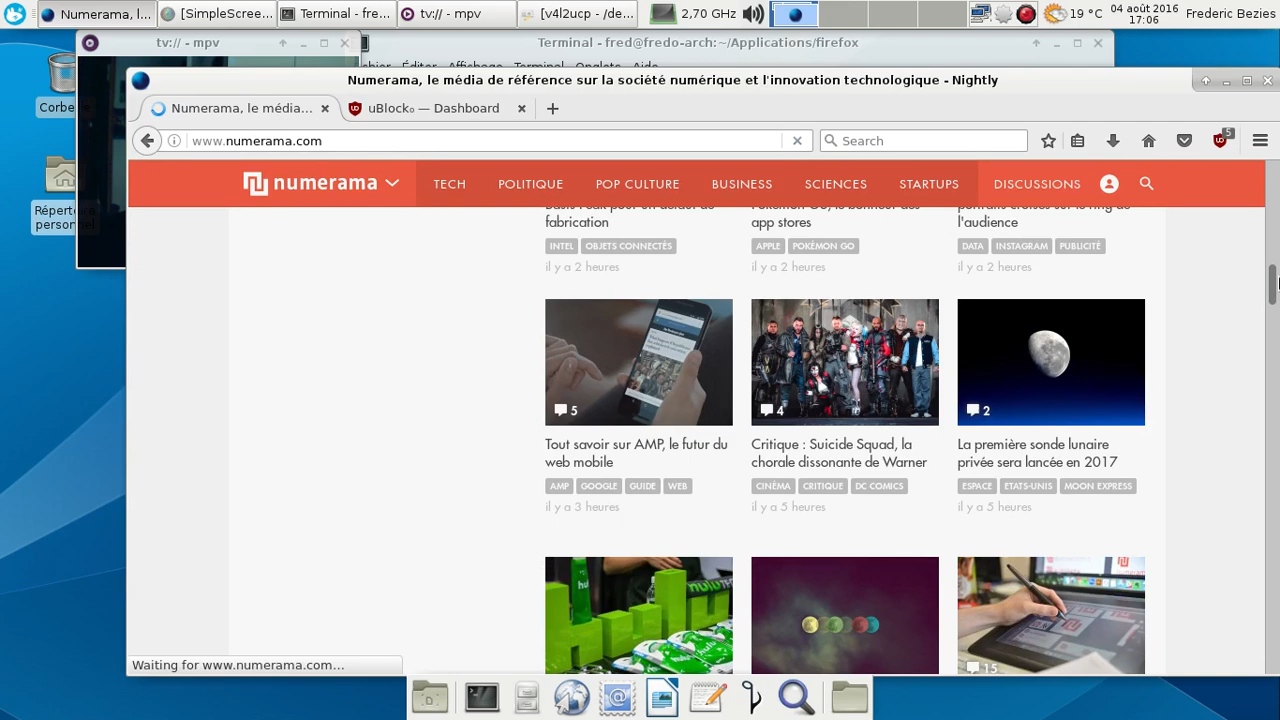 Numerama, l...
[SimpleScree...
Terminal - fre...
tv:// - mpv
[v4l2ucp - /de...
2,70 GHz
19 °C
04 août 2016
17:06
Frederic Bezies
tv:// - mpv
Terminal - fred@fredo-arch:~/Applications/firefox
Numerama, le média de référence sur la société numérique et l'innovation technologique - Nightly
Corbe
Numerama, le média...
uBlock₀ — Dashboard
www.numerama.com
Search
5
Répertoire
personnel
numerama
TECH
POLITIQUE
POP CULTURE
BUSINESS
SCIENCES
STARTUPS
DISCUSSIONS
fabrication
app stores
l'audience
INTEL
OBJETS CONNECTÉS
APPLE
POKÉMON GO
DATA
INSTAGRAM
PUBLICITÉ
il y a 2 heures
il y a 2 heures
il y a 2 heures
5
4
2
Tout savoir sur AMP, le futur du
web mobile
Critique : Suicide Squad, la
chorale dissonante de Warner
La première sonde lunaire
privée sera lancée en 2017
AMP
GOOGLE
GUIDE
WEB
CINÉMA
CRITIQUE
DC COMICS
ESPACE
ETATS-UNIS
MOON EXPRESS
il y a 3 heures
il y a 5 heures
il y a 5 heures
hulu
15
Waiting for www.numerama.com...